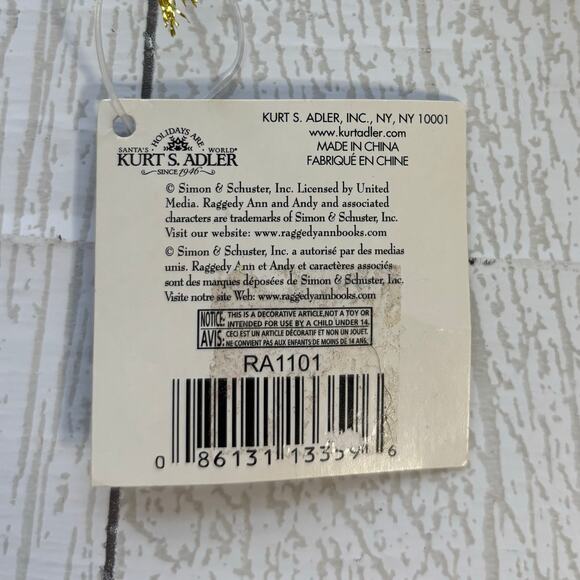 KURT S. ADLER, INC., NY, NY 10001
www.kurtadler.com
MADE IN CHINA
FABRIQUÉ EN CHINE
HOLIDAYS ARE
SANTA'S WORLD®
KURT S. ADLER
SINCE 1946
© Simon & Schuster, Inc. Licensed by United
Media. Raggedy Ann and Andy and associated
characters are trademarks of Simon & Schuster, Inc.
Visit our website: www.raggedyannbooks.com
© Simon & Schuster, Inc. a autorisé par des medias
unis. Raggedy Ann et Andy et caractères associés
sont des marques déposées de Simon & Schuster, Inc.
Visite notre site Web: www.raggedyannbooks.com
NOTICE: THIS IS A DECORATIVE ARTICLE,NOT A TOY OR
INTENDED FOR USE BY A CHILD UNDER 14.
AVIS: CECI EST UN ARTICLE DÉCORATIF ET NON UN JOUET.
NE CONVIENT PAS AUX ENFANTS DE MOINS DE 14 ANS.
RA1101
0 86131 13359 6